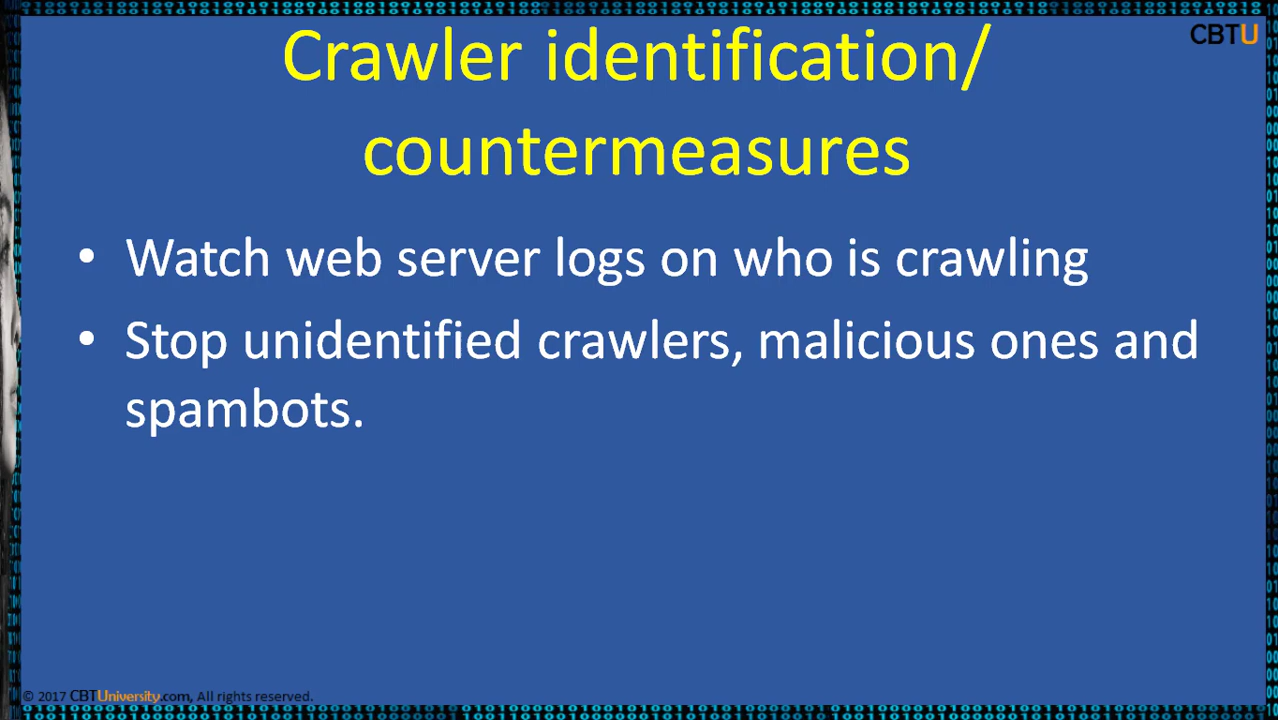 CBTU
Crawler identification/
countermeasures
• Watch web server logs on who is crawling
• Stop unidentified crawlers, malicious ones and
spambots.
© 2017 CBTUniversity.com, All rights reserved.